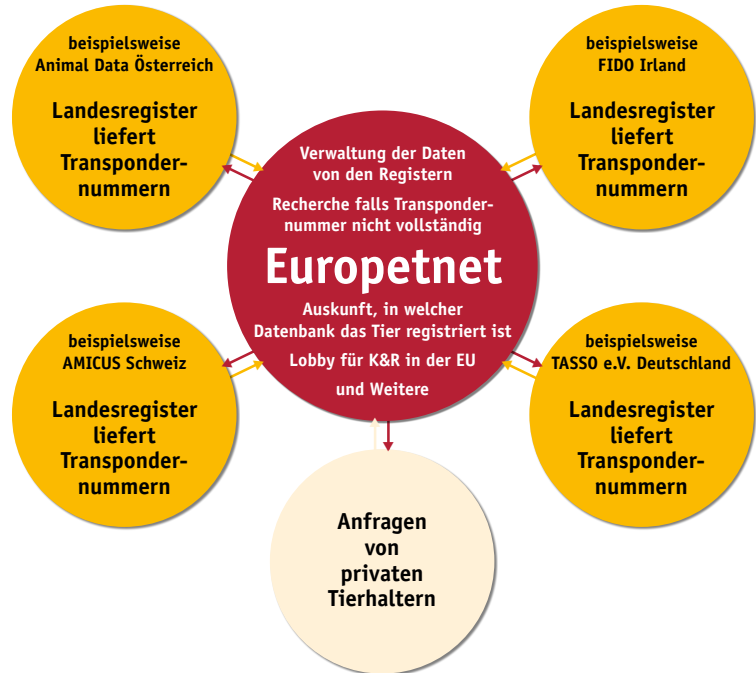 beispielsweise
Animal Data Österreich
Landesregister
liefert
Transponder-
nummern
beispielsweise
FIDO Irland
Landesregister
liefert
Transponder-
nummern
Verwaltung der Daten
von den Registern
Recherche falls Transponder-
nummer nicht vollständig
Europetnet
Auskunft, in welcher
Datenbank das Tier registriert ist
Lobby für K&R in der EU
und Weitere
beispielsweise
AMICUS Schweiz
Landesregister
liefert
Transponder-
nummern
beispielsweise
TASSO e.V. Deutschland
Landesregister
liefert
Transponder-
nummern
Anfragen
von
privaten
Tierhaltern